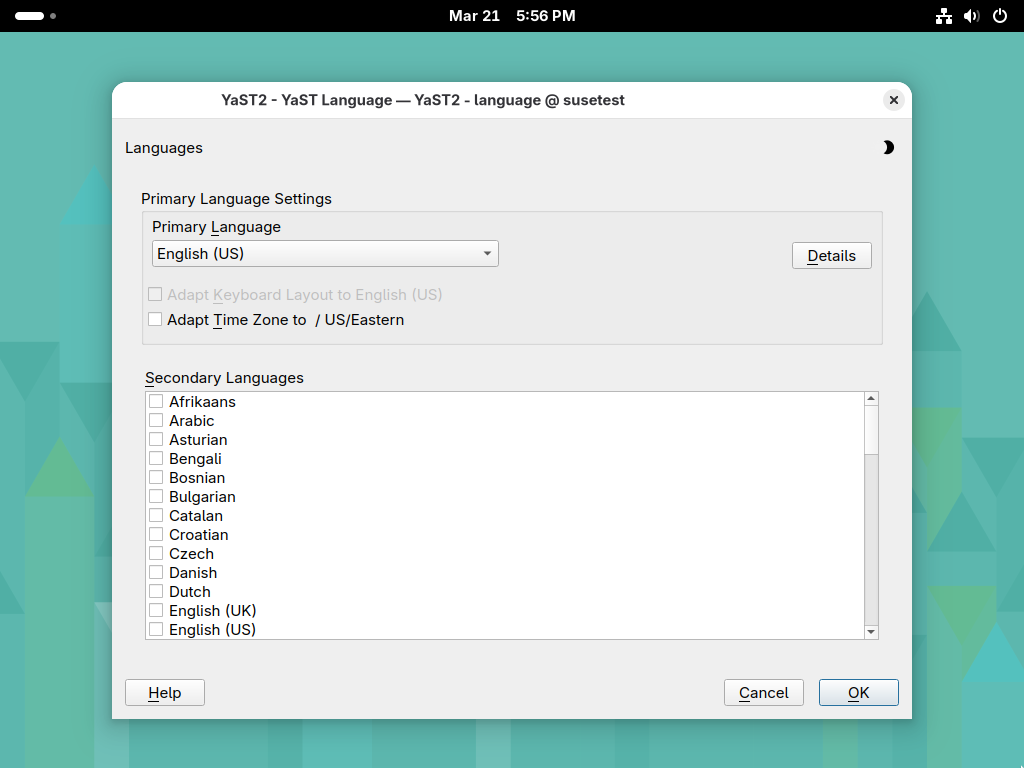 Mar 21 5:56 PM
YaST2 - YaST Language — YaST2 - language @ susetest
Languages
Primary Language Settings
Primary Language
English (US)
Details
Adapt Keyboard Layout to English (US)
Adapt Time Zone to / US/Eastern
Secondary Languages
Afrikaans
Arabic
Asturian
Bengali
Bosnian
Bulgarian
Catalan
Croatian
Czech
Danish
Dutch
English (UK)
English (US)
Help
Cancel
OK